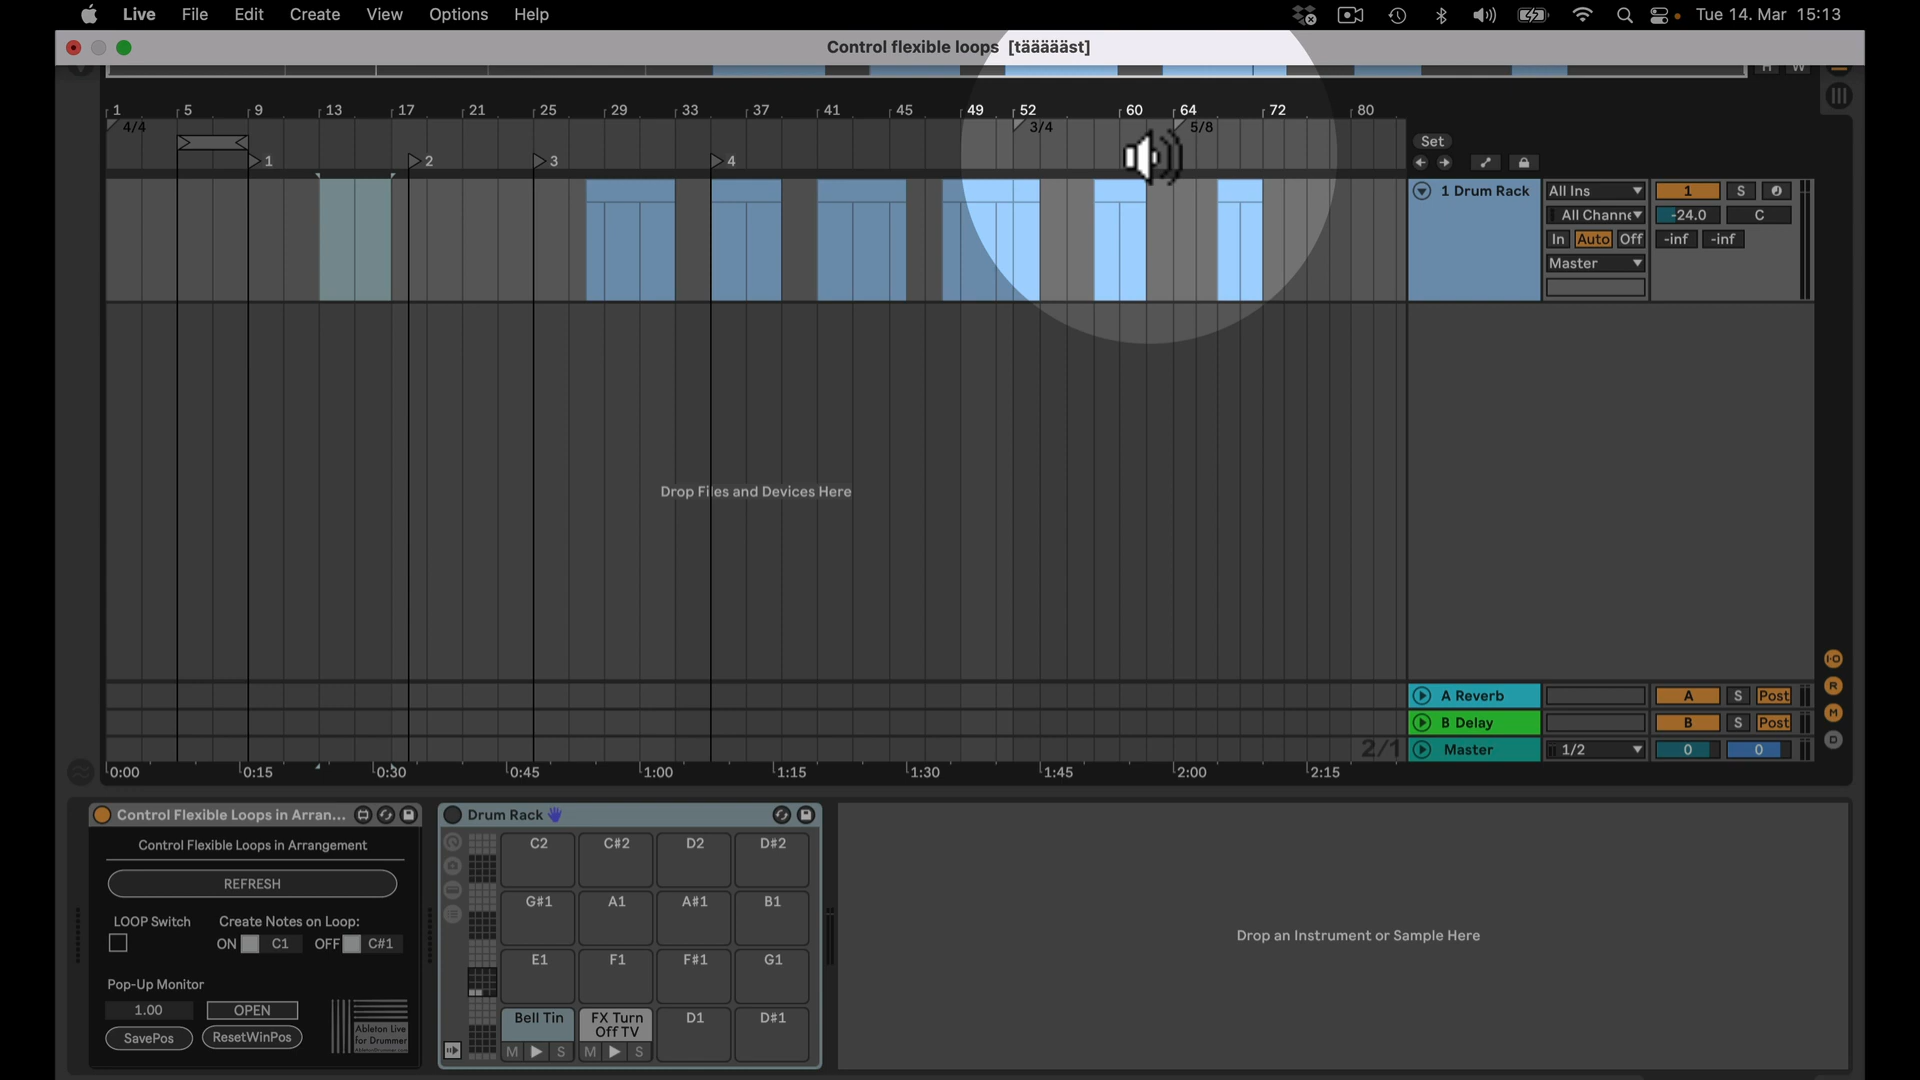 Live File Edit Create View Options Help Tue 14. Mar 15:13
Control flexible loops [täääääst]
H W
1 5 9 13 17 21 25 29 33 37 41 45 49 52 60 64 72 80
4/4 3/4 5/8
Set
1 2 3 4
1 Drum Rack All Ins 1 S
All Channe -24.0 C
In Auto Off -inf -inf
Master
Drop Files and Devices Here
I·O
R
M
D
A Reverb A S Post
B Delay B S Post
2/1 Master 1/2 0 0
0:00 0:15 0:30 0:45 1:00 1:15 1:30 1:45 2:00 2:15
Control Flexible Loops in Arran...
Control Flexible Loops in Arrangement
REFRESH
LOOP Switch Create Notes on Loop:
ON C1 OFF C#1
Pop-Up Monitor
1.00 OPEN
SavePos ResetWinPos
Ableton Live
for Drummer
Drum Rack
C2 C#2 D2 D#2
G#1 A1 A#1 B1
E1 F1 F#1 G1
Bell Tin FX Turn Off TV D1 D#1
M S M S
Drop an Instrument or Sample Here